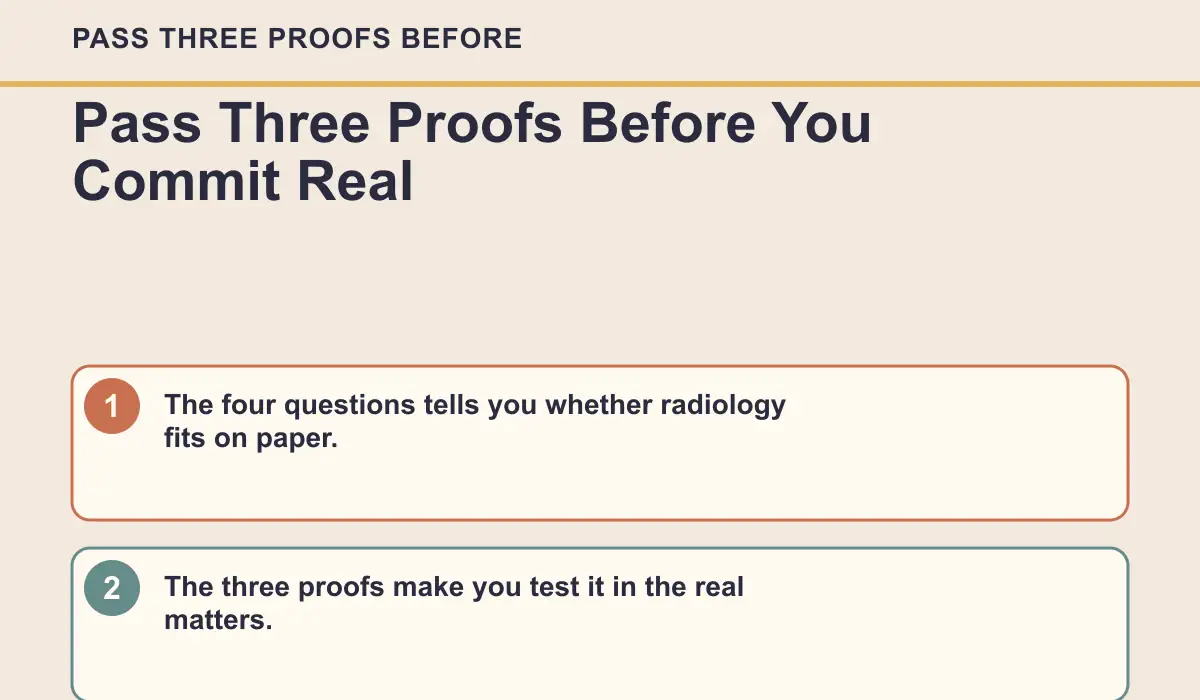 PASS THREE PROOFS BEFORE
Pass Three Proofs Before You
Commit Real
1
The four questions tells you whether radiology
fits on paper.
2
The three proofs make you test it in the real
matters.